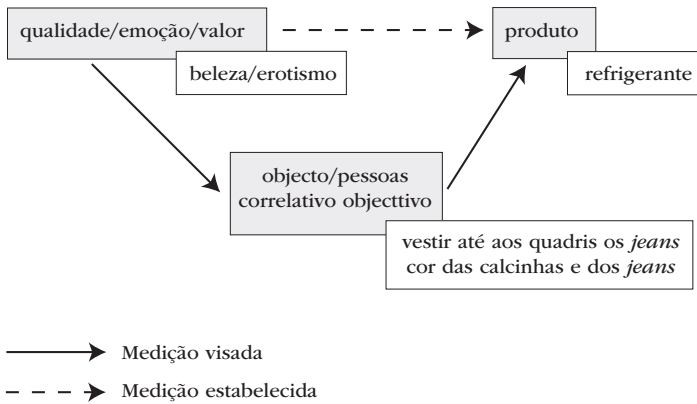 qualidade/emoção/valor
produto
beleza/erotismo
refrigerante
objecto/pessoas
correlativo objecttivo
vestir até aos quadris os jeans
cor das calcinhas e dos jeans
Medição visada
Medição estabelecida